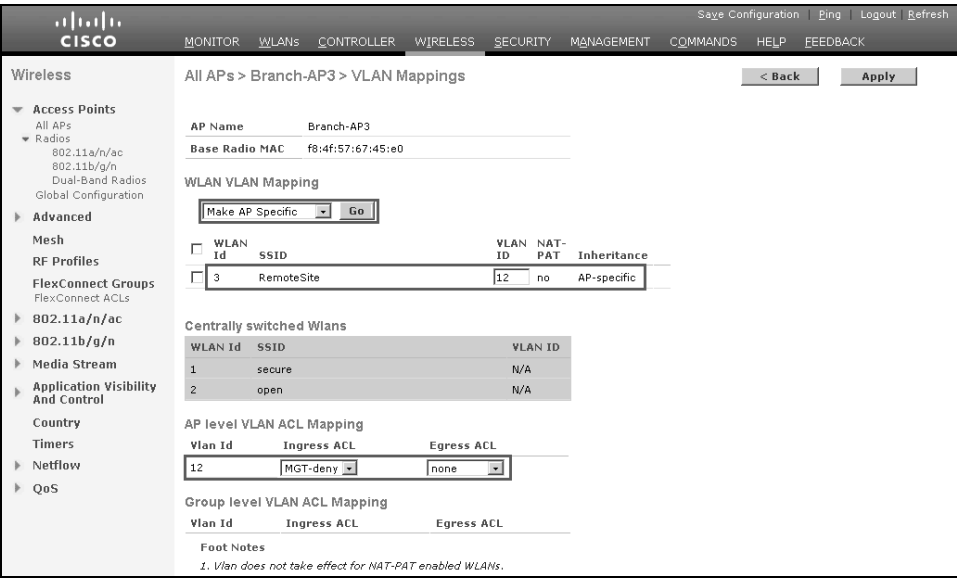 Save Configuration | Ping | Logout | Refresh
CISCO
MONITOR WLANs CONTROLLER WIRELESS SECURITY MANAGEMENT COMMANDS HELP FEEDBACK
Wireless
Access Points
All APs
Radios
802.11a/n/ac
802.11b/g/n
Dual-Band Radios
Global Configuration
Advanced
Mesh
RF Profiles
FlexConnect Groups
FlexConnect ACLs
802.11a/n/ac
802.11b/g/n
Media Stream
Application Visibility
And Control
Country
Timers
Netflow
QoS
All APs > Branch-AP3 > VLAN Mappings
< Back
Apply
AP Name Branch-AP3
Base Radio MAC f8:4f:57:67:45:e0
WLAN VLAN Mapping
Make AP Specific Go
WLAN Id SSID VLAN ID NAT-PAT Inheritance
3 RemoteSite 12 no AP-specific
Centrally switched Wlans
WLAN Id SSID VLAN ID
1 secure N/A
2 open N/A
AP level VLAN ACL Mapping
Vlan Id Ingress ACL Egress ACL
12 MGT-deny none
Group level VLAN ACL Mapping
Vlan Id Ingress ACL Egress ACL
Foot Notes
1. Vlan does not take effect for NAT-PAT enabled WLANs.